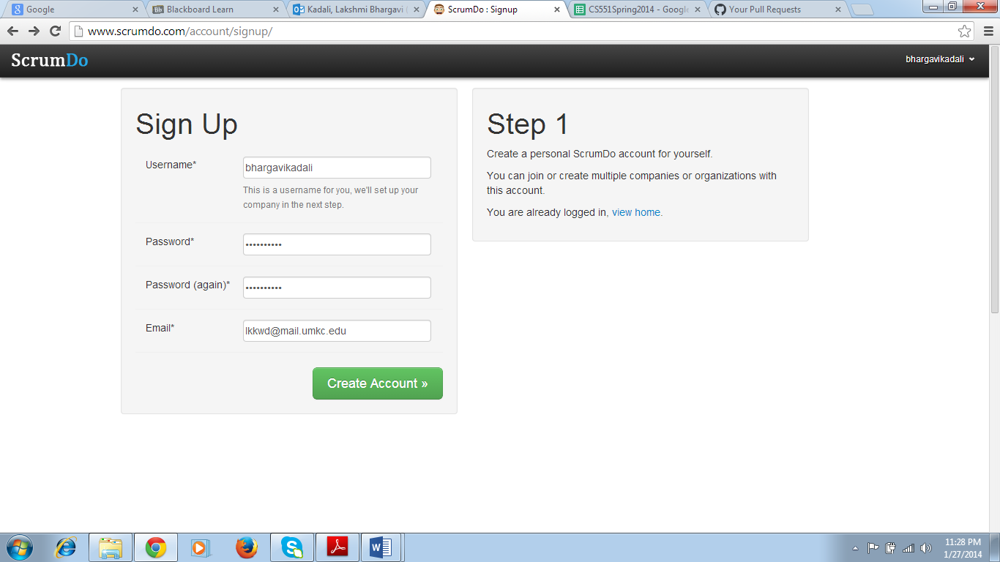 Google
Blackboard Learn
Kadali, Lakshmi Bhargavi (
ScrumDo : Signup
CS551Spring2014 - Google
Your Pull Requests
www.scrumdo.com/account/signup/
ScrumDo
bhargavikadali
Sign Up
Username*
bhargavikadali
This is a username for you, we'll set up your
company in the next step.
Password*
••••••••••
Password (again)*
••••••••••
Email*
lkkwd@mail.umkc.edu
Create Account »
Step 1
Create a personal ScrumDo account for yourself.
You can join or create multiple companies or organizations with
this account.
You are already logged in, view home.
11:28 PM
1/27/2014